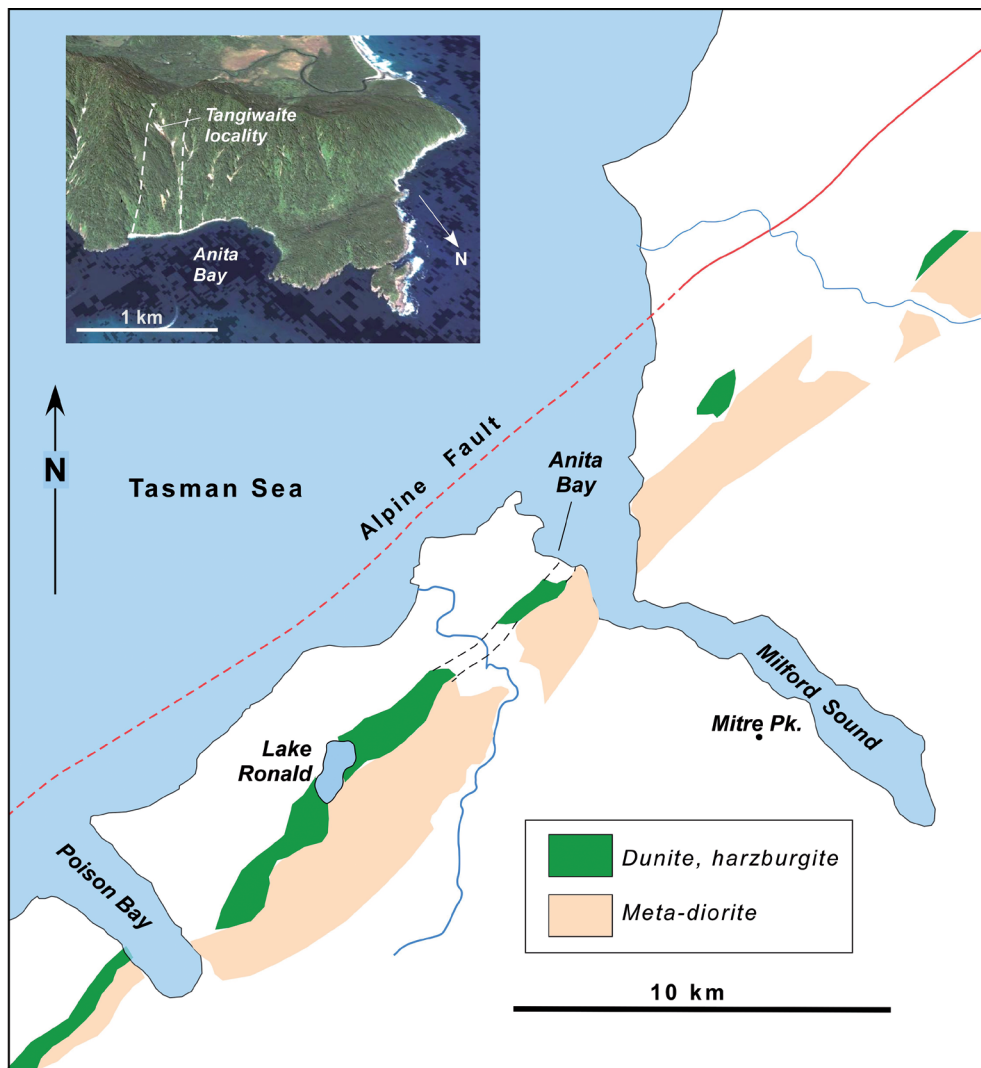 Tangiwaite
locality
Anita
Bay
N
1 km
N
Tasman Sea
Alpine Fault
Anita
Bay
Milford Sound
Mitre Pk.
Lake
Ronald
Poison Bay
Dunite, harzburgite
Meta-diorite
10 km